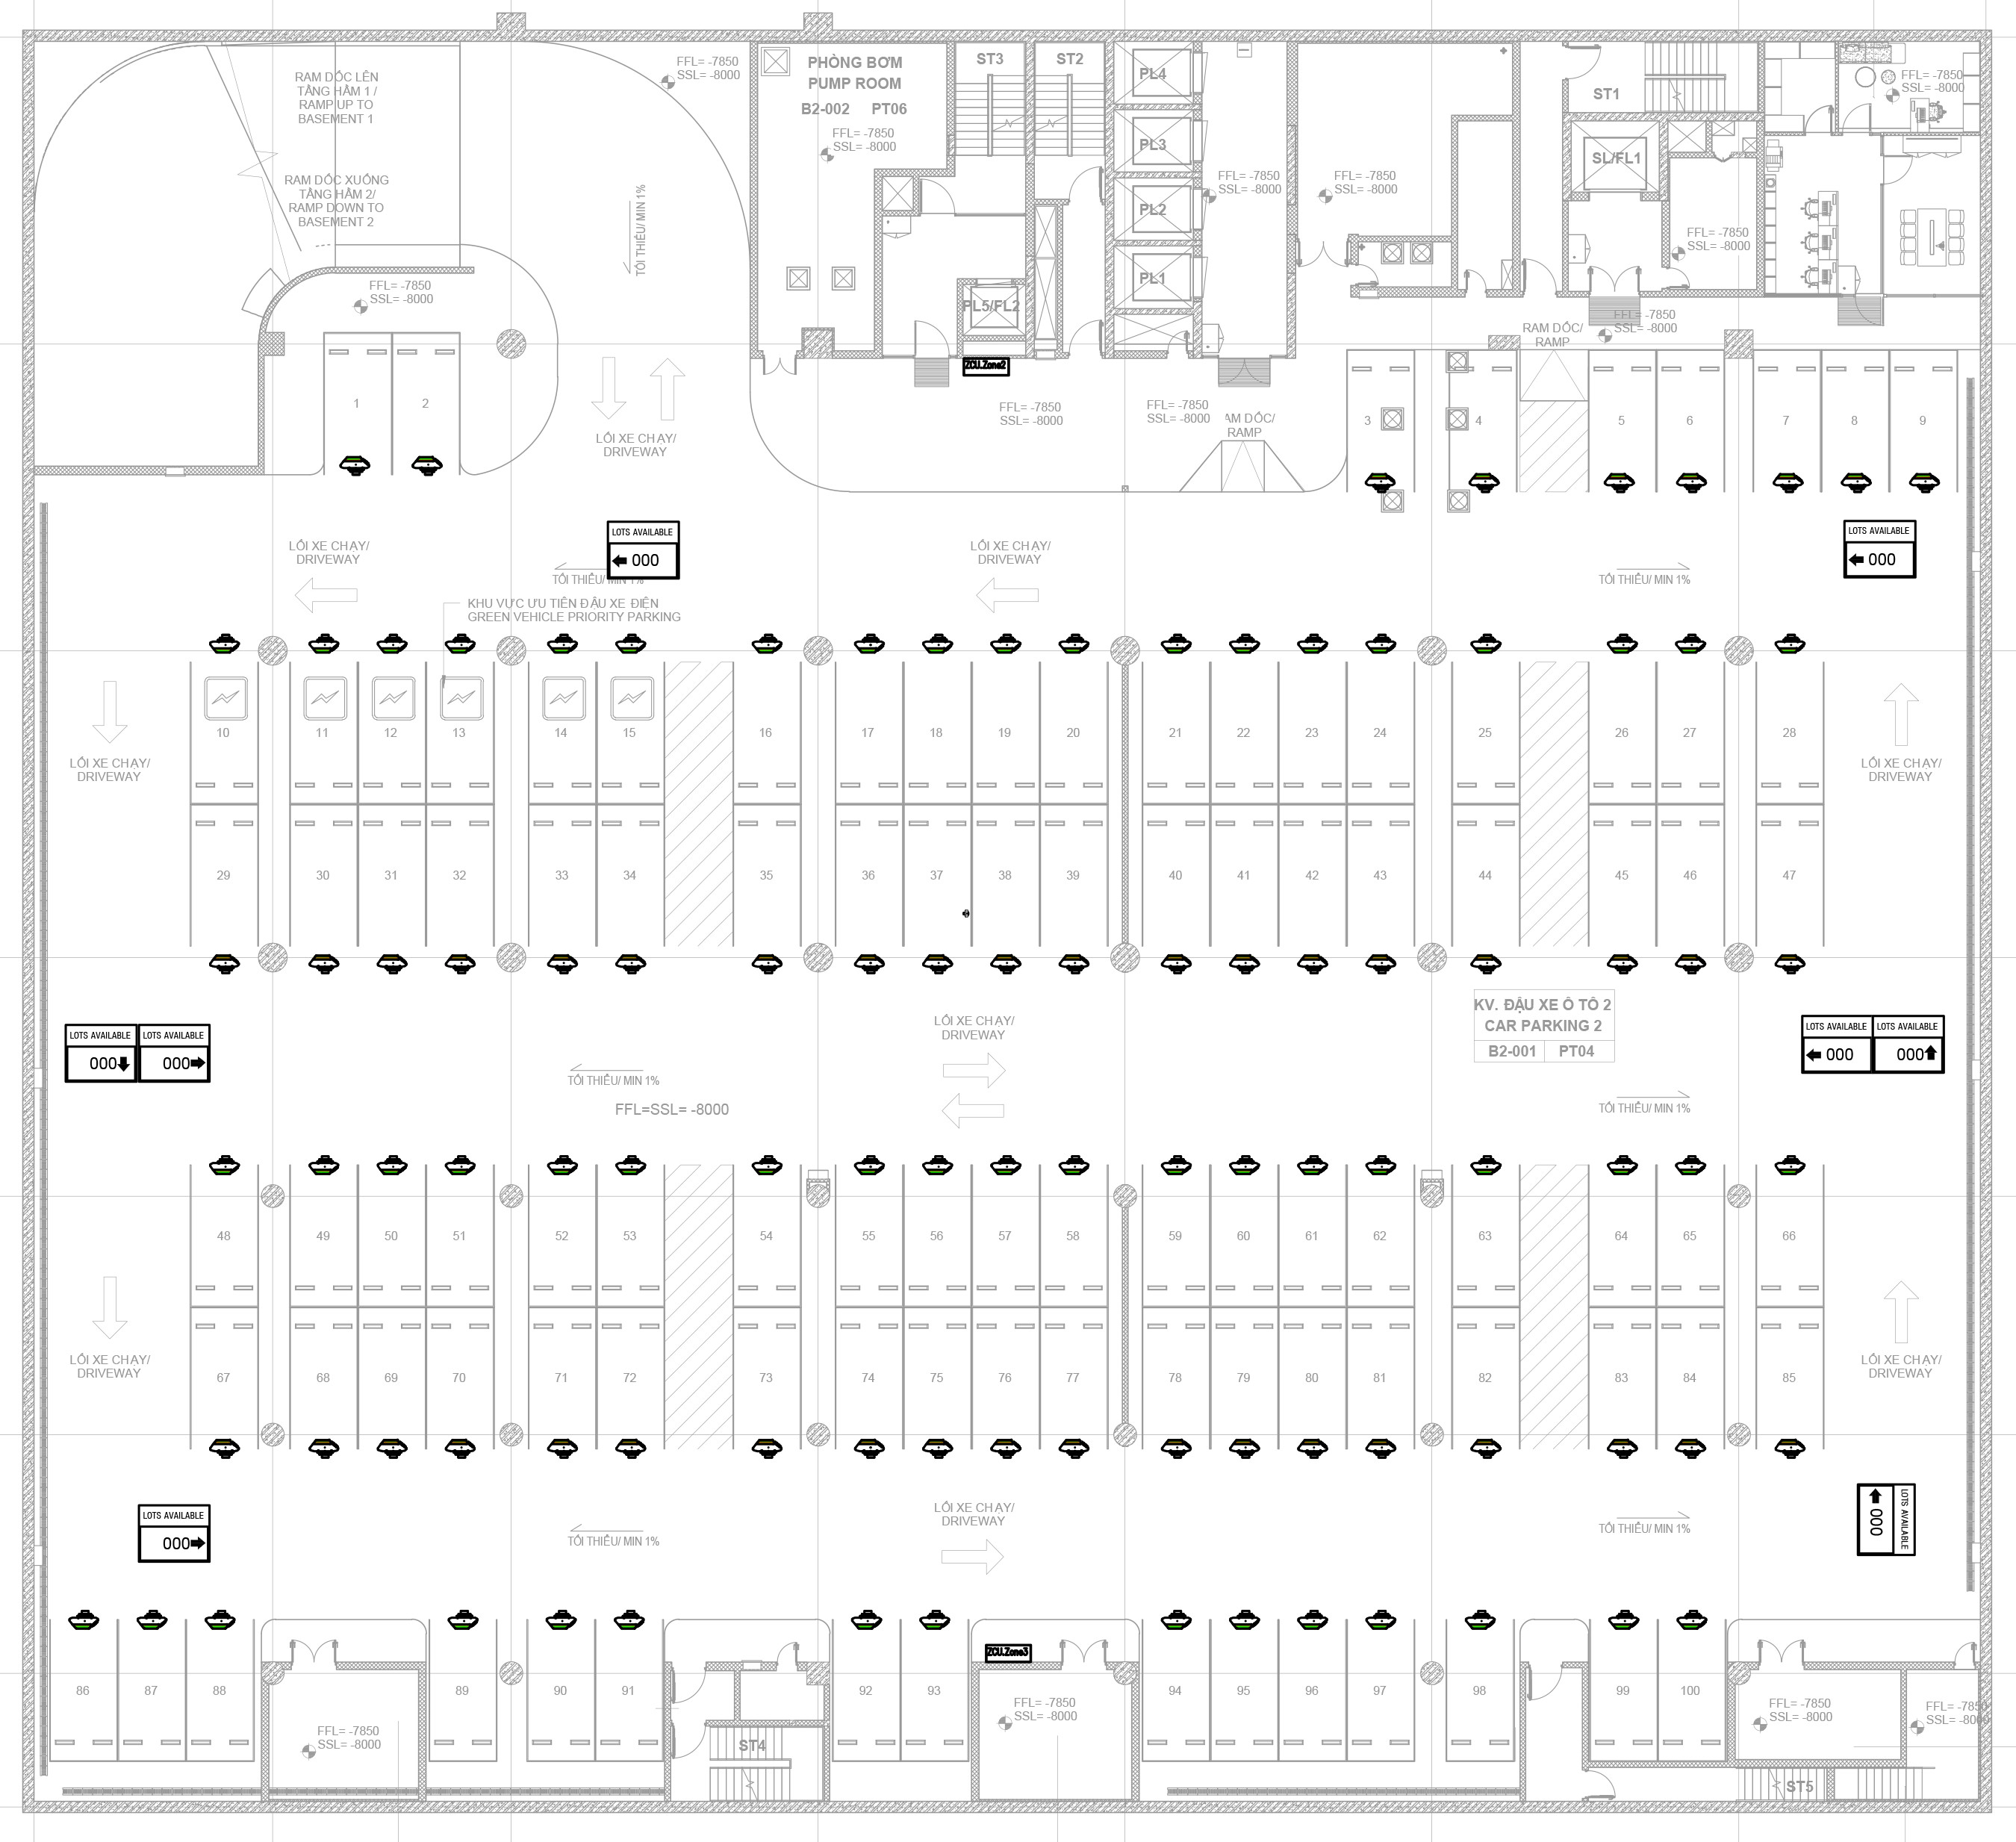 RAM DỐC LÊN
TẦNG HẦM 1 /
RAMP UP TO
BASEMENT 1
RAM DỐC XUỐNG
TẦNG HẦM 2/
RAMP DOWN TO
BASEMENT 2
FFL= -7850
SSL= -8000
TỐI THIỂU/ MIN 1%
FFL= -7850
SSL= -8000
PHÒNG BƠM
PUMP ROOM
B2-002 PT06
FFL= -7850
SSL= -8000
ST3
ST2
PL4
PL3
PL2
PL1
PL5/FL2
FFL= -7850
SSL= -8000
FFL= -7850
SSL= -8000
ST1
SL/FL1
FFL= -7850
SSL= -8000
FFL= -7850
SSL= -8000
FFL= -7850
SSL= -8000
RAM DỐC/
RAMP
ZCU.Zone2
1
2
LỐI XE CHẠY/
DRIVEWAY
FFL= -7850
SSL= -8000
FFL= -7850
SSL= -8000
RAMP
3
4
5
6
7
8
9
LỐI XE CHẠY/
DRIVEWAY
LOTS AVAILABLE
000
TỐI THIỂU/ MIN 1%
LỐI XE CHẠY/
DRIVEWAY
TỐI THIỂU/ MIN 1%
LOTS AVAILABLE
000
KHU VỰC ƯU TIÊN ĐẬU XE ĐIỆN
GREEN VEHICLE PRIORITY PARKING
LỐI XE CHẠY/
DRIVEWAY
10
11
12
13
14
15
16
17
18
19
20
21
22
23
24
25
26
27
28
LỐI XE CHẠY/
DRIVEWAY
29
30
31
32
33
34
35
36
37
38
39
40
41
42
43
44
45
46
47
LOTS AVAILABLE
000
LOTS AVAILABLE
000
TỐI THIỂU/ MIN 1%
FFL=SSL= -8000
LỐI XE CHẠY/
DRIVEWAY
KV. ĐẬU XE Ô TÔ 2
CAR PARKING 2
B2-001 PT04
TỐI THIỂU/ MIN 1%
LOTS AVAILABLE
000
LOTS AVAILABLE
000
48
49
50
51
52
53
54
55
56
57
58
59
60
61
62
63
64
65
66
LỐI XE CHẠY/
DRIVEWAY
67
68
69
70
71
72
73
74
75
76
77
78
79
80
81
82
83
84
85
LỐI XE CHẠY/
DRIVEWAY
LOTS AVAILABLE
000
TỐI THIỂU/ MIN 1%
LỐI XE CHẠY/
DRIVEWAY
TỐI THIỂU/ MIN 1%
LOTS AVAILABLE
000
86
87
88
FFL= -7850
SSL= -8000
89
90
91
ST4
92
93
ZCU.Zone3
FFL= -7850
SSL= -8000
94
95
96
97
98
99
100
FFL= -7850
SSL= -8000
FFL= -7850
SSL= -8000
ST5